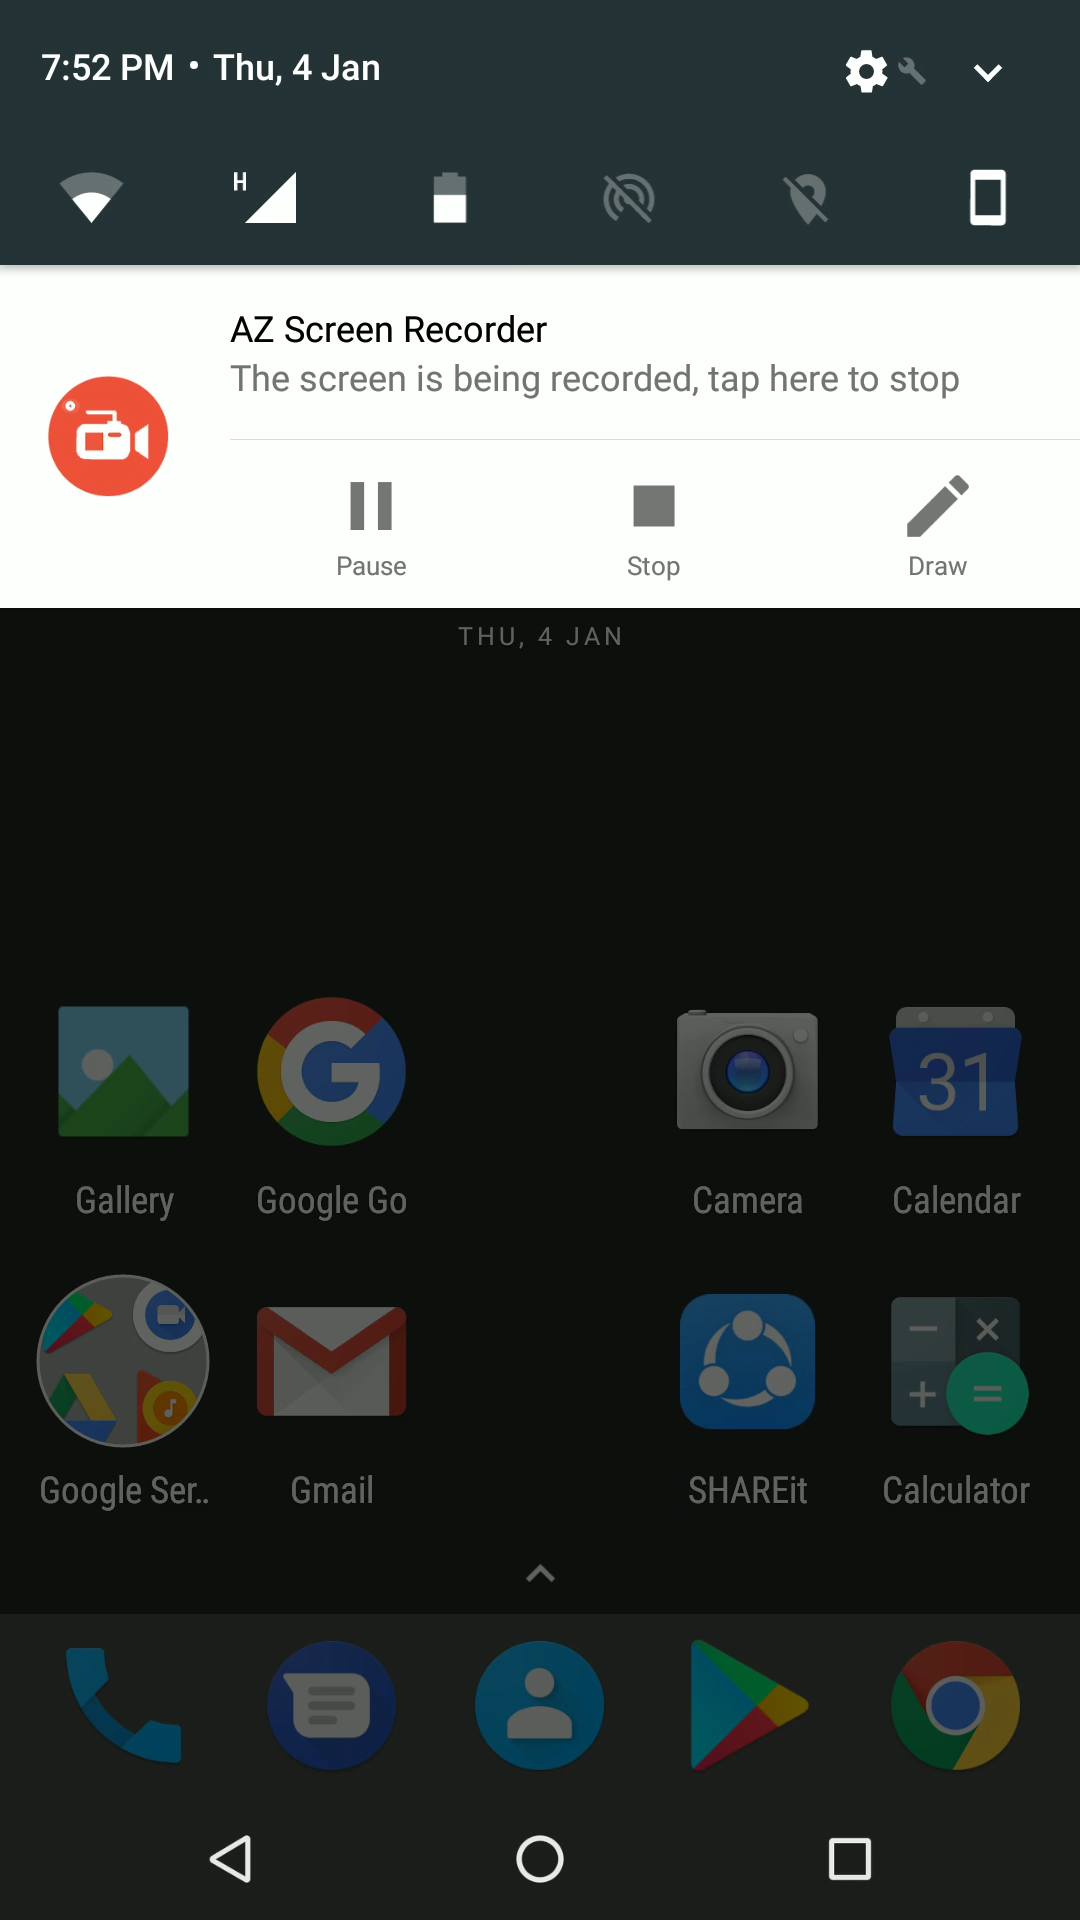 7:52 PM • Thu, 4 Jan
H
AZ Screen Recorder
The screen is being recorded, tap here to stop
Pause Stop Draw
THU, 4 JAN
31
Gallery Google Go Camera Calendar
Google Ser.. Gmail SHAREit Calculator